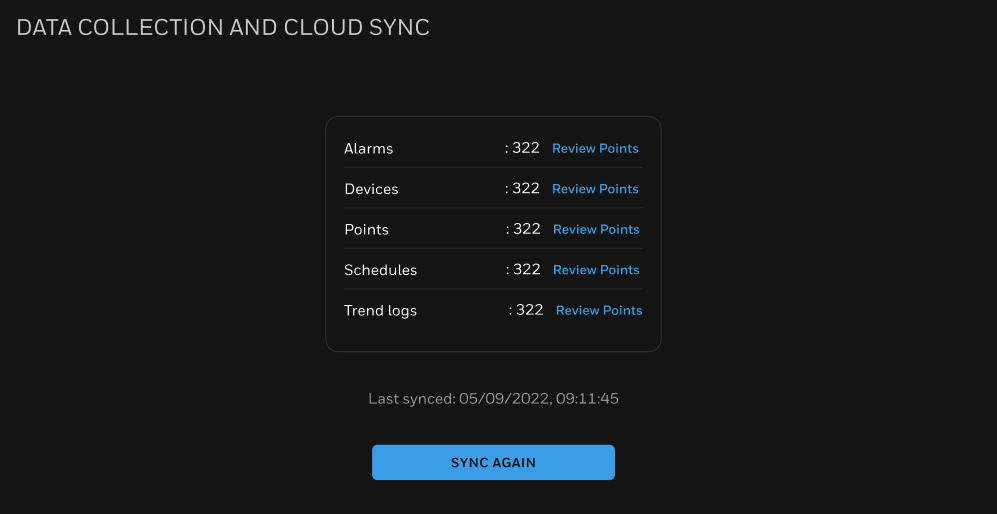 DATA COLLECTION AND CLOUD SYNC
Alarms : 322 Review Points
Devices : 322 Review Points
Points : 322 Review Points
Schedules : 322 Review Points
Trend logs : 322 Review Points
Last synced: 05/09/2022, 09:11:45
SYNC AGAIN